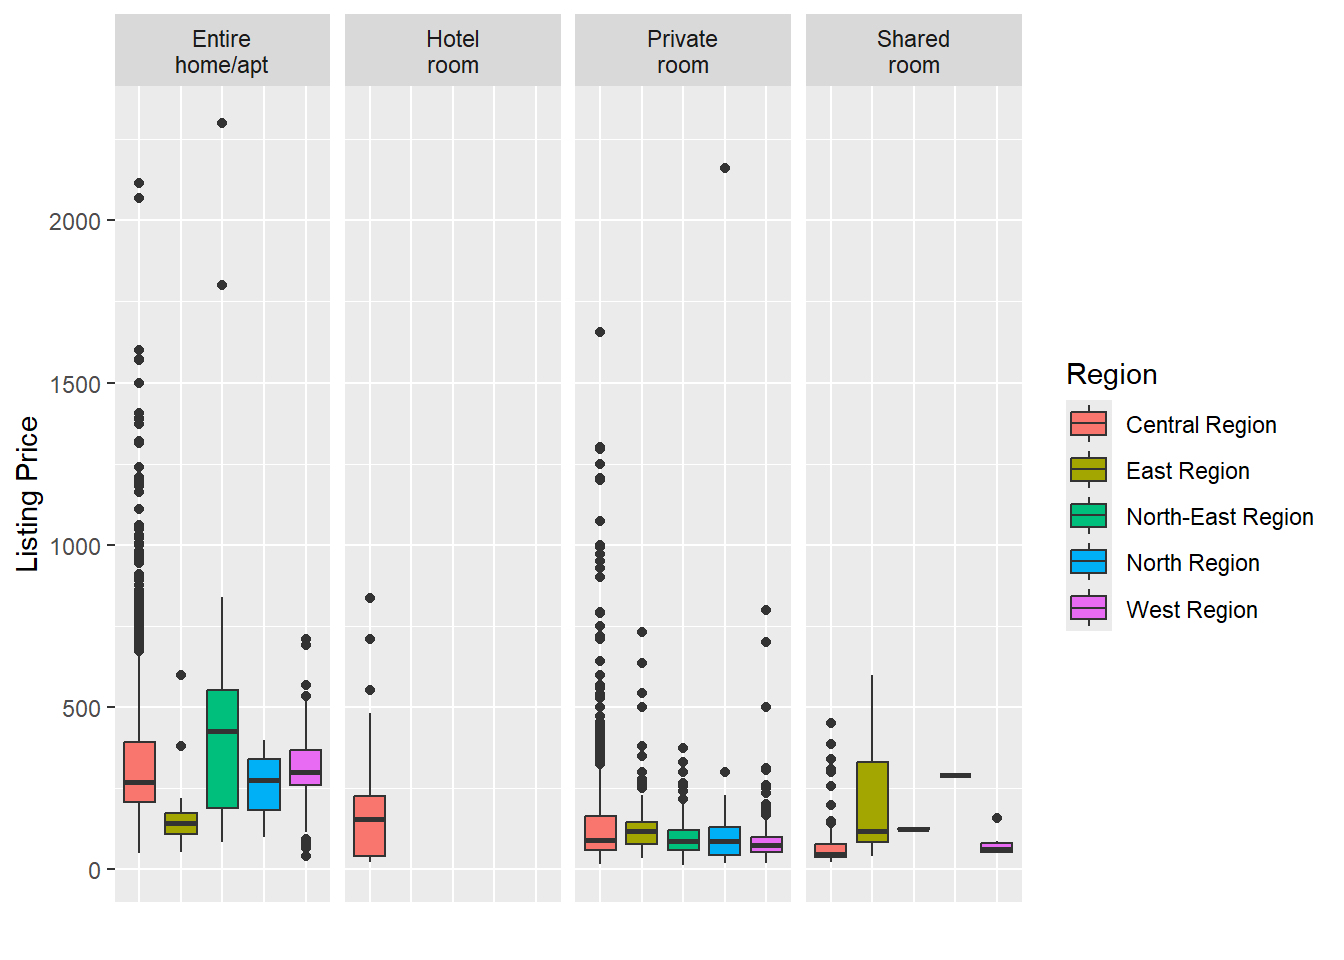 Entire
home/apt
Hotel
room
Private
room
Shared
room
Listing Price
2000
1500
1000
500
0
Region
Central Region
East Region
North-East Region
North Region
West Region